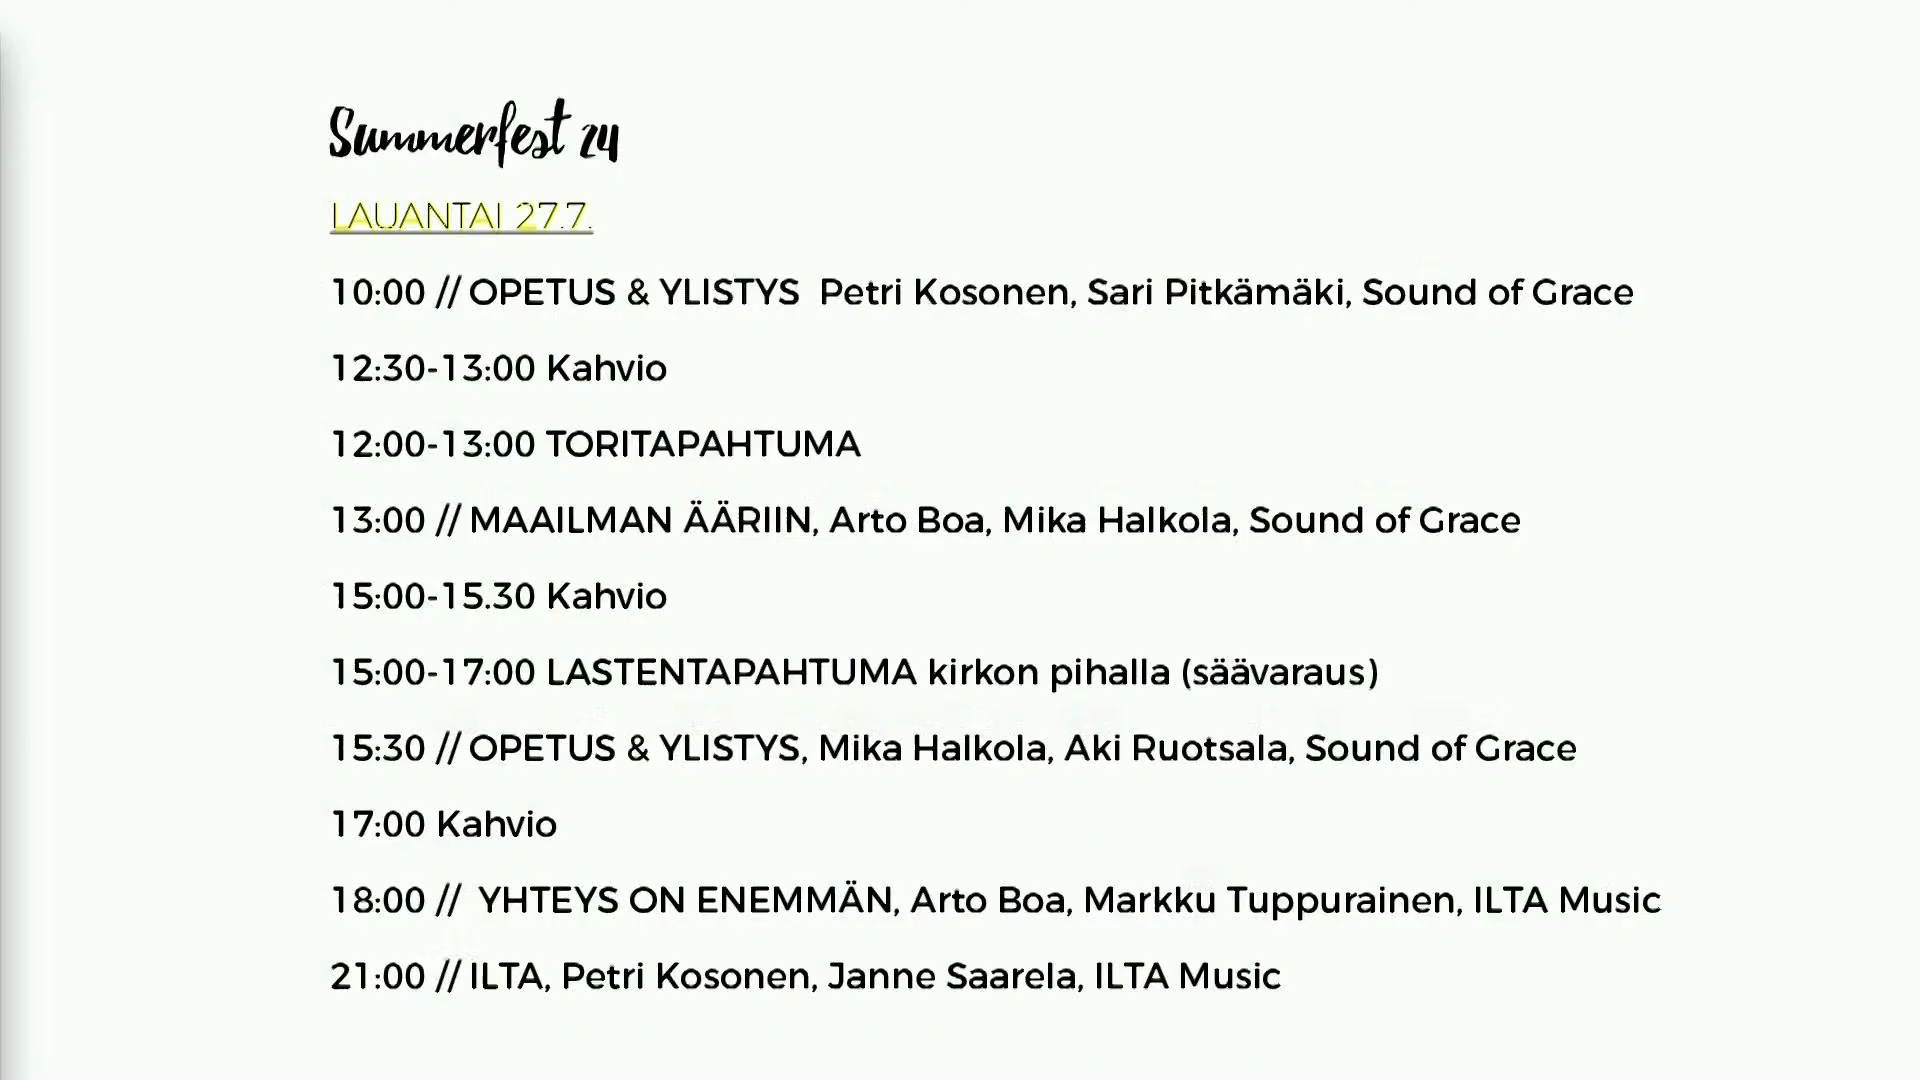 Summerfest 24
LAUANTAI 27.7.
10:00 // OPETUS & YLISTYS  Petri Kosonen, Sari Pitkämäki, Sound of Grace
12:30-13:00 Kahvio
12:00-13:00 TORITAPAHTUMA
13:00 // MAAILMAN ÄÄRIIN, Arto Boa, Mika Halkola, Sound of Grace
15:00-15.30 Kahvio
15:00-17:00 LASTENTAPAHTUMA kirkon pihalla (säävaraus)
15:30 // OPETUS & YLISTYS, Mika Halkola, Aki Ruotsala, Sound of Grace
17:00 Kahvio
18:00 //  YHTEYS ON ENEMMÄN, Arto Boa, Markku Tuppurainen, ILTA Music
21:00 // ILTA, Petri Kosonen, Janne Saarela, ILTA Music